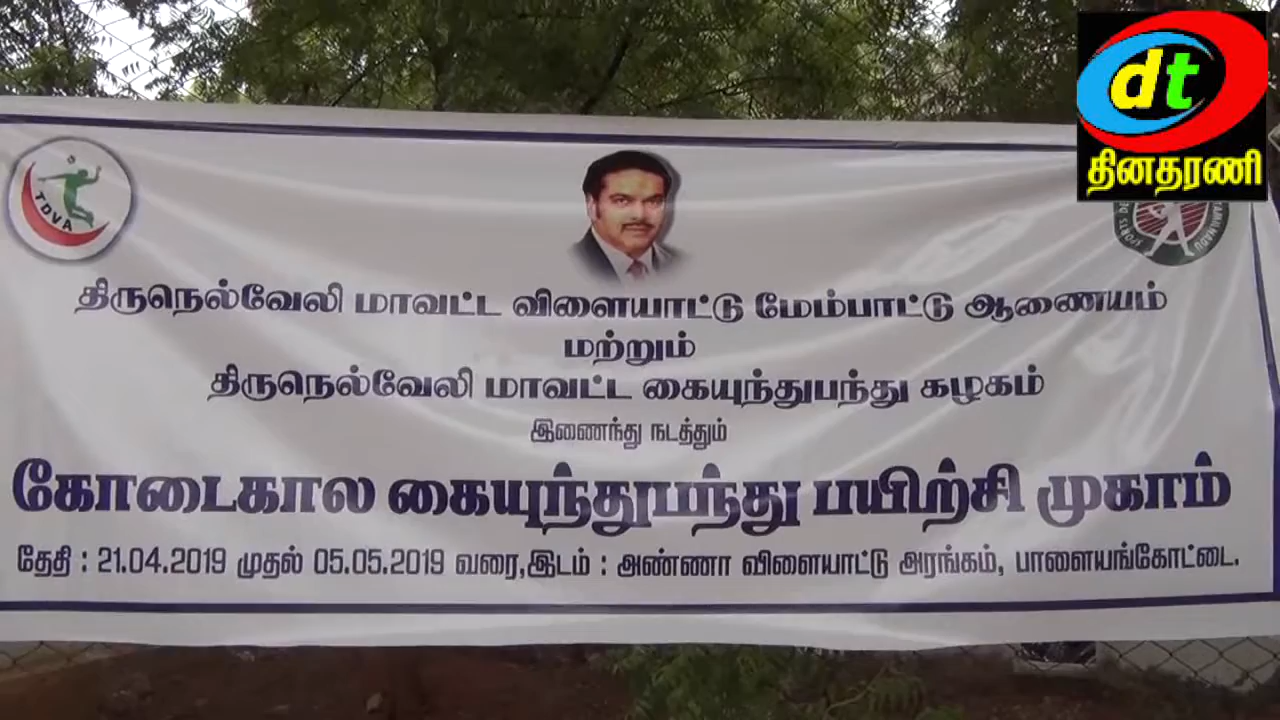 dt
தினதரணி
TDVA
திருநெல்வேலி மாவட்ட விளையாட்டு மேம்பாட்டு ஆணையம்
மற்றும்
திருநெல்வேலி மாவட்ட கையுந்துபந்து கழகம்
இணைந்து நடத்தும்
கோடைகால கையுந்துபந்து பயிற்சி முகாம்
தேதி : 21.04.2019 முதல் 05.05.2019 வரை,இடம் : அண்ணா விளையாட்டு அரங்கம், பாளையங்கோட்டை.